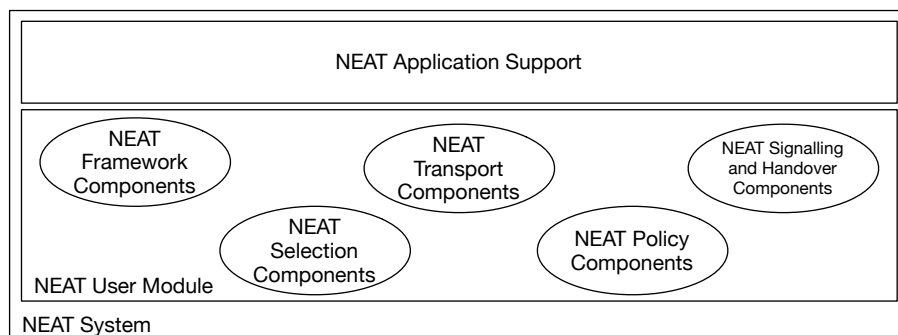 NEAT Application Support
NEAT
Framework
Components
NEAT
Transport
Components
NEAT Signalling
and Handover
Components
NEAT
Selection
Components
NEAT Policy
Components
NEAT User Module
NEAT System